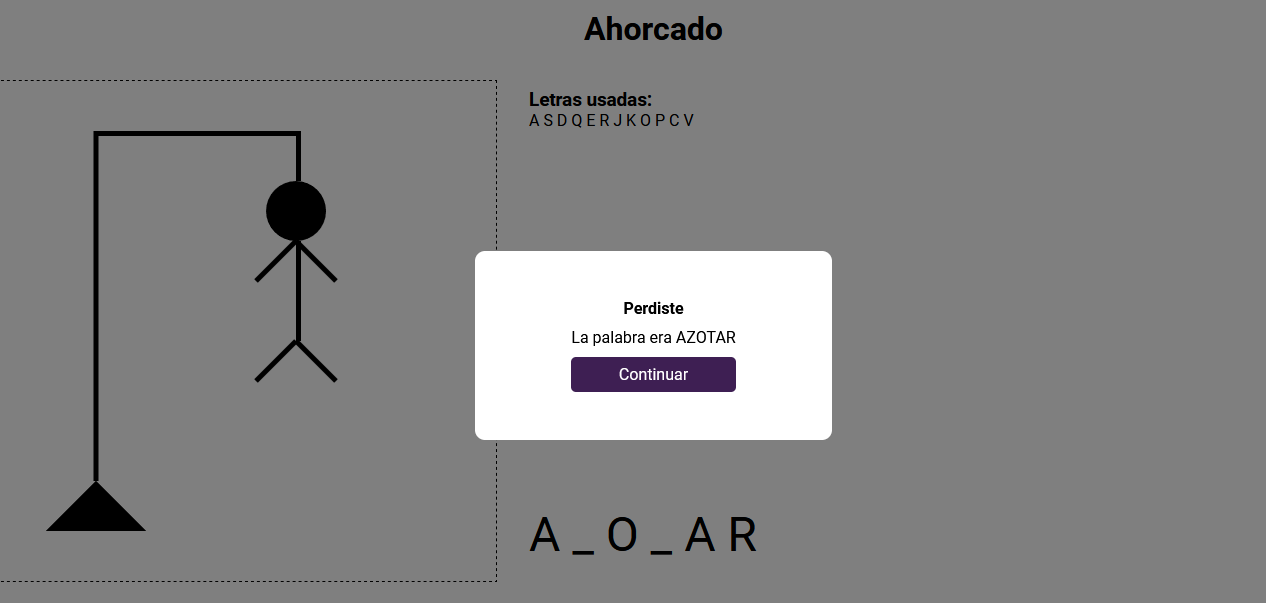 Ahorcado
Letras usadas:
A S D Q E R J K O P C V
Perdiste
La palabra era AZOTAR
Continuar
A _ O _ A R